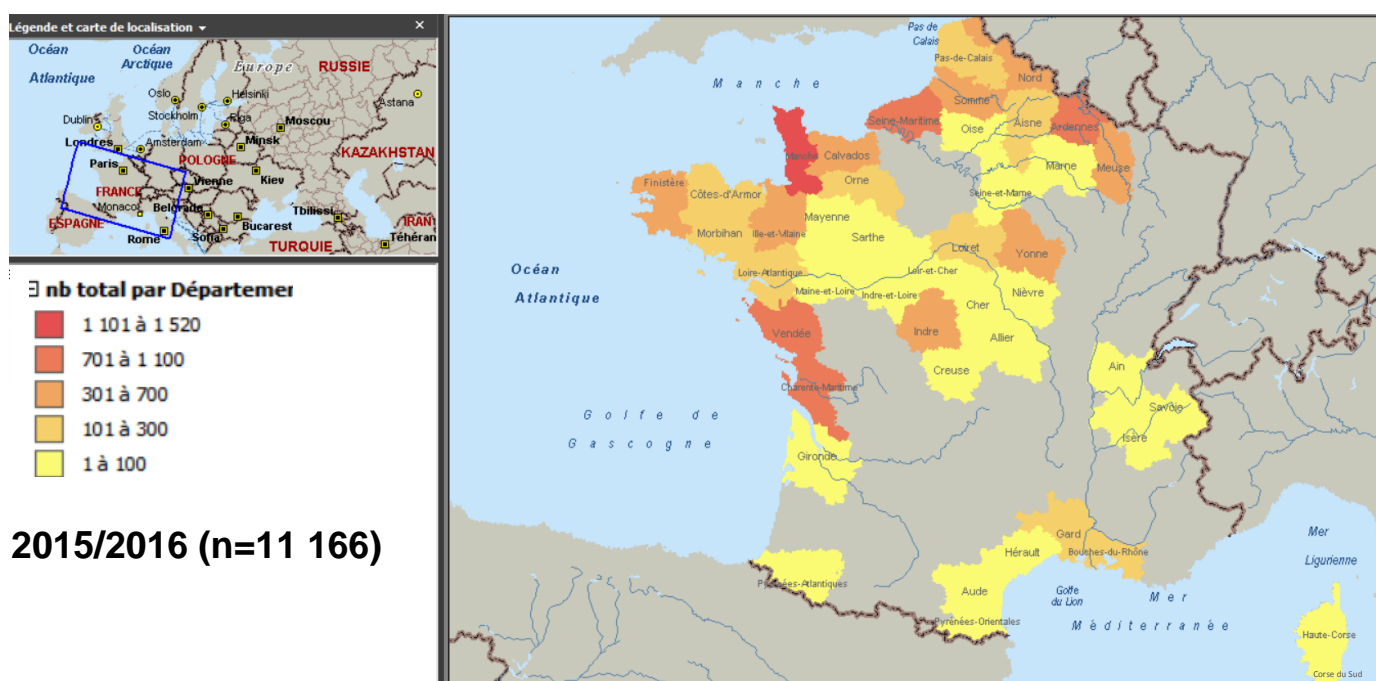 Légende et carte de localisation
Océan
Atlantique
Océan
Arctique
Europe
RUSSIE
Oslo
Helsinki
Stockholm
Riga
Astana
Dublin
Moscou
Londres
Amsterdam
Minsk
KAZAKHSTAN
Paris
POLOGNE
Vienne
Kiev
FRANCE
Monaco
Belgrade
Tbilissi
Bucarest
IRAN
ESPAGNE
Rome
Sofia
TURQUIE
Téhéran
nb total par Départemen
1 101 à 1 520
701 à 1 100
301 à 700
101 à 300
1 à 100
2015/2016 (n=11 166)
Pas de
Calais
Pas-de-Calais
Nord
Manche
Somme
Seine-Maritime
Aisne
Ardennes
Oise
Manche
Calvados
Marne
Meuse
Orne
Finistère
Côtes-d'Armor
Seine-et-Marne
Mayenne
Morbihan
Ille-et-Vilaine
Sarthe
Loiret
Yonne
Océan
Atlantique
Loire-Atlantique
Loir-et-Cher
Maine-et-Loire
Indre-et-Loire
Cher
Nièvre
Vendée
Indre
Allier
Creuse
Ain
Charente-Maritime
Savoie
Golfe de
Gascogne
Isère
Gironde
Gard
Hérault
Bouches-du-Rhône
Mer
Ligurienne
Pyrénées-Atlantiques
Aude
Golfe
du Lion
Mer
Méditerranée
Pyrénées-Orientales
Haute-Corse
Corse du Sud